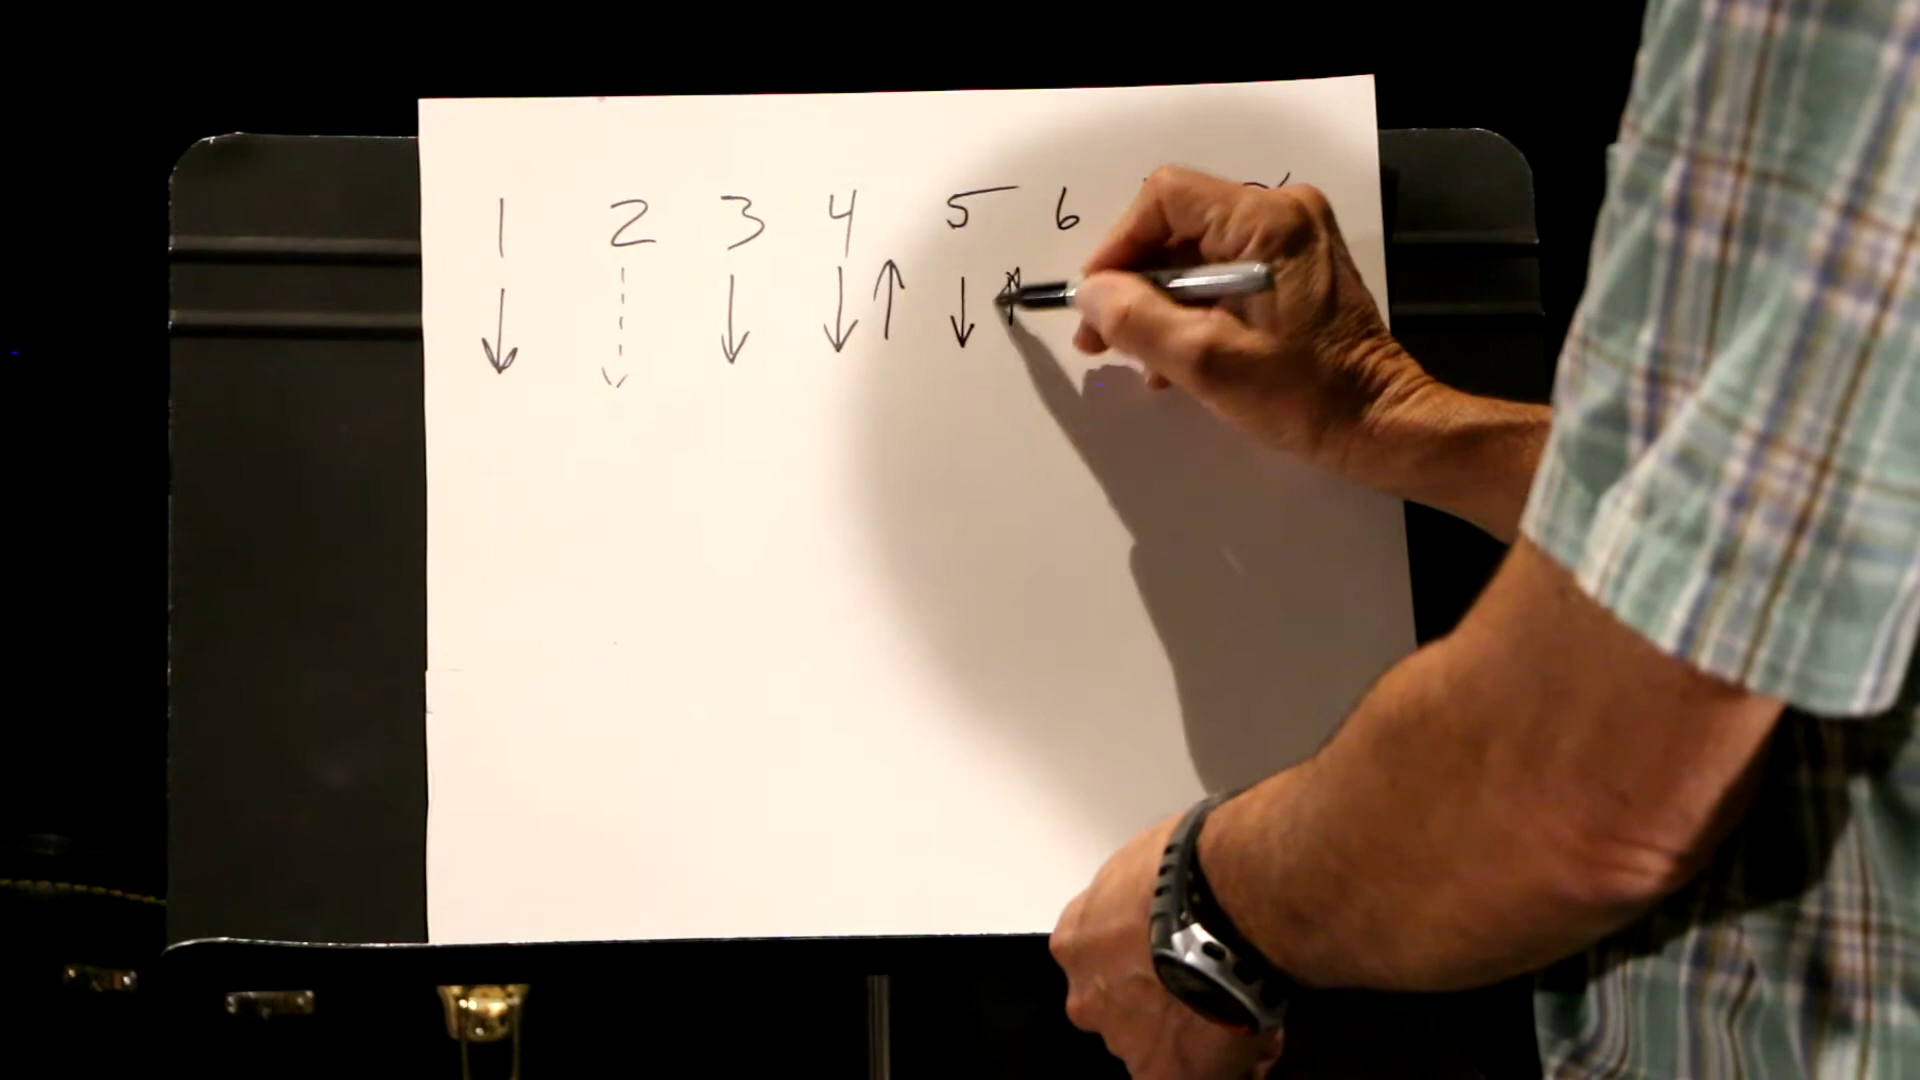 1 2 3 4 5 6
↓ ↓ ↓ ↓ ↑ ↓ ↑